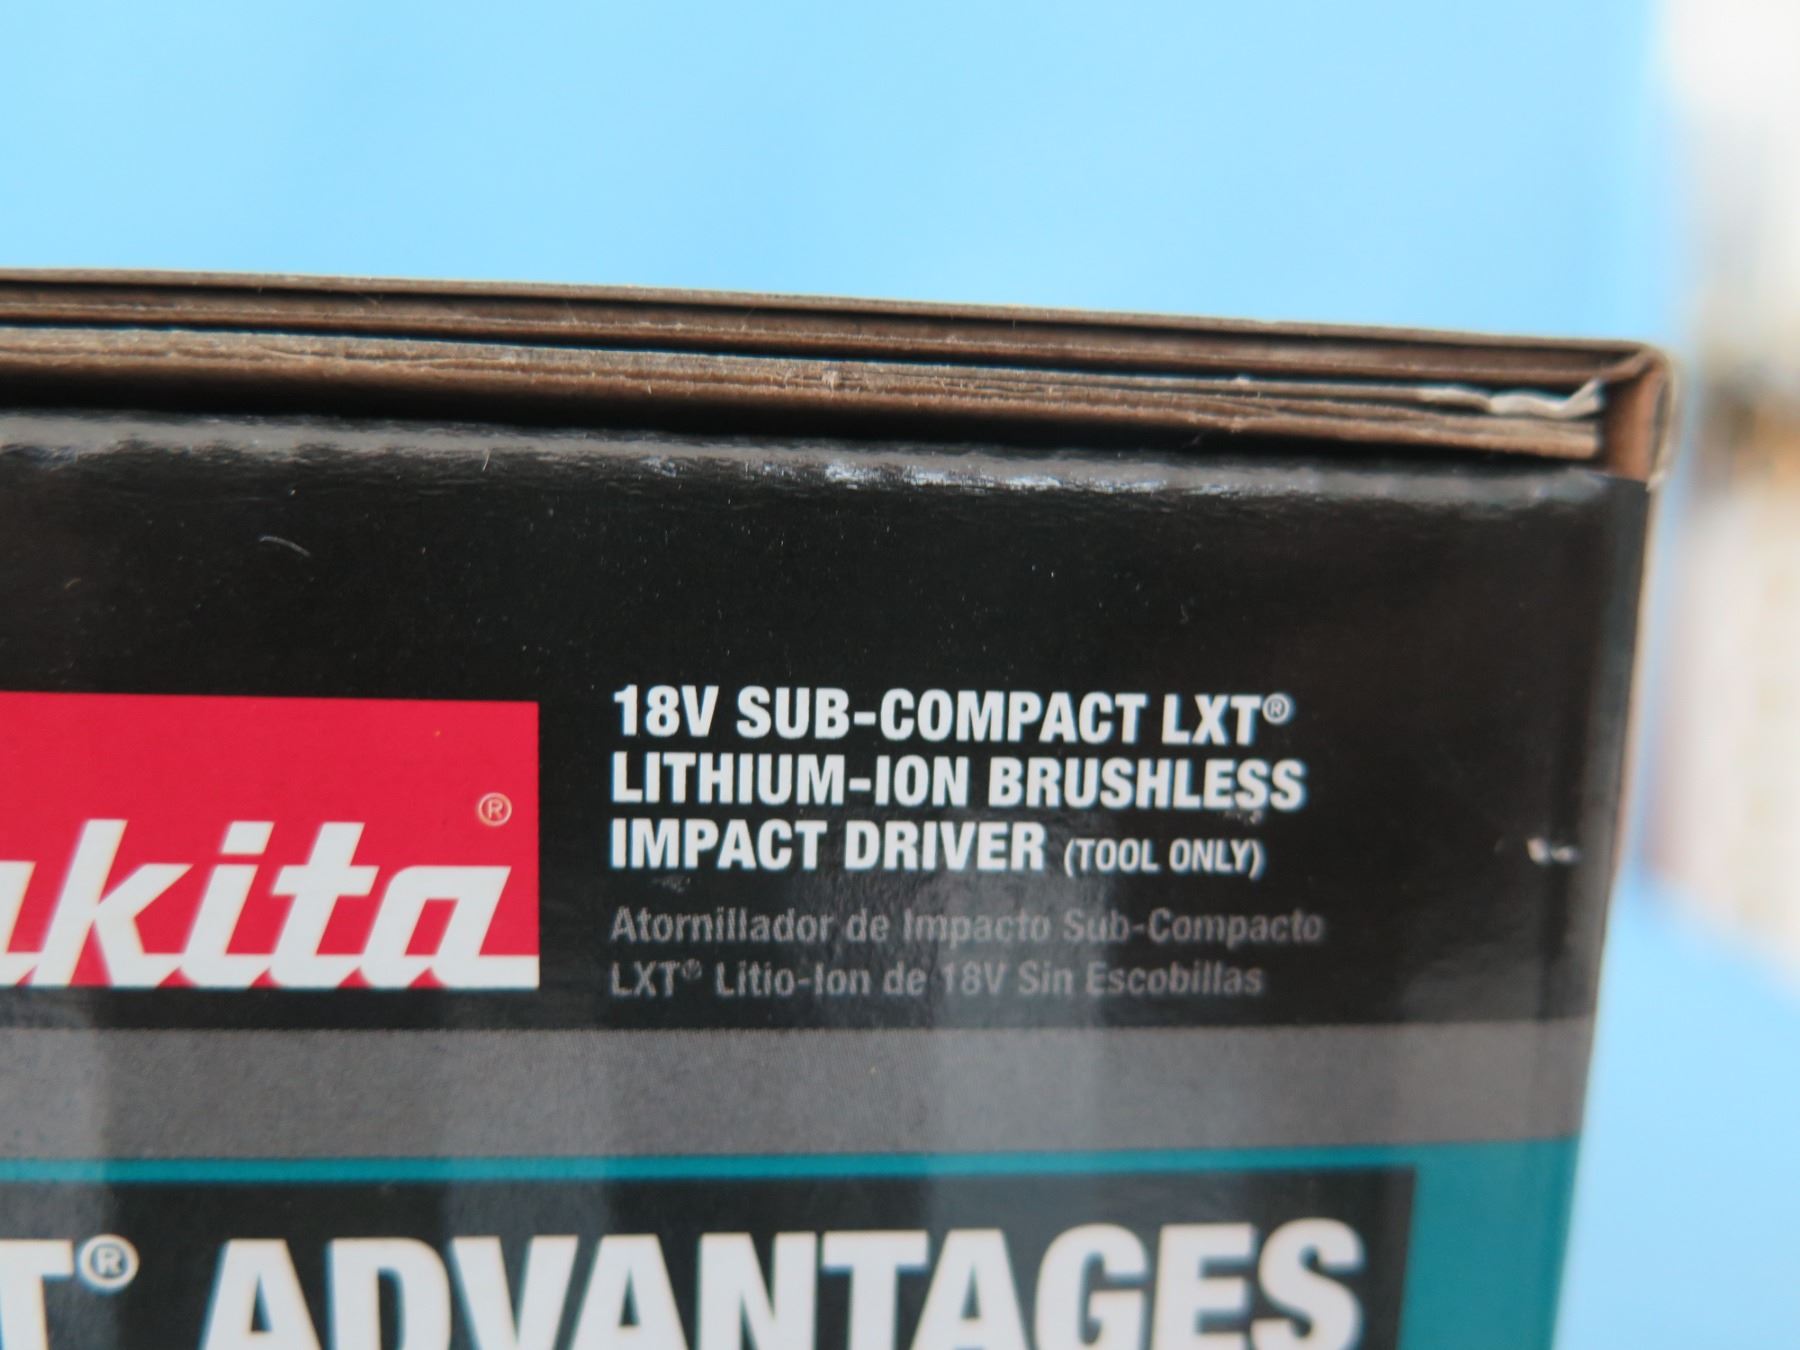 18V SUB-COMPACT LXT®
LITHIUM-ION BRUSHLESS
IMPACT DRIVER (TOOL ONLY)
Atornillador de Impacto Sub-Compacto
LXT® Litio-Ion de 18V Sin Escobillas
akita®
T® ADVANTAGES